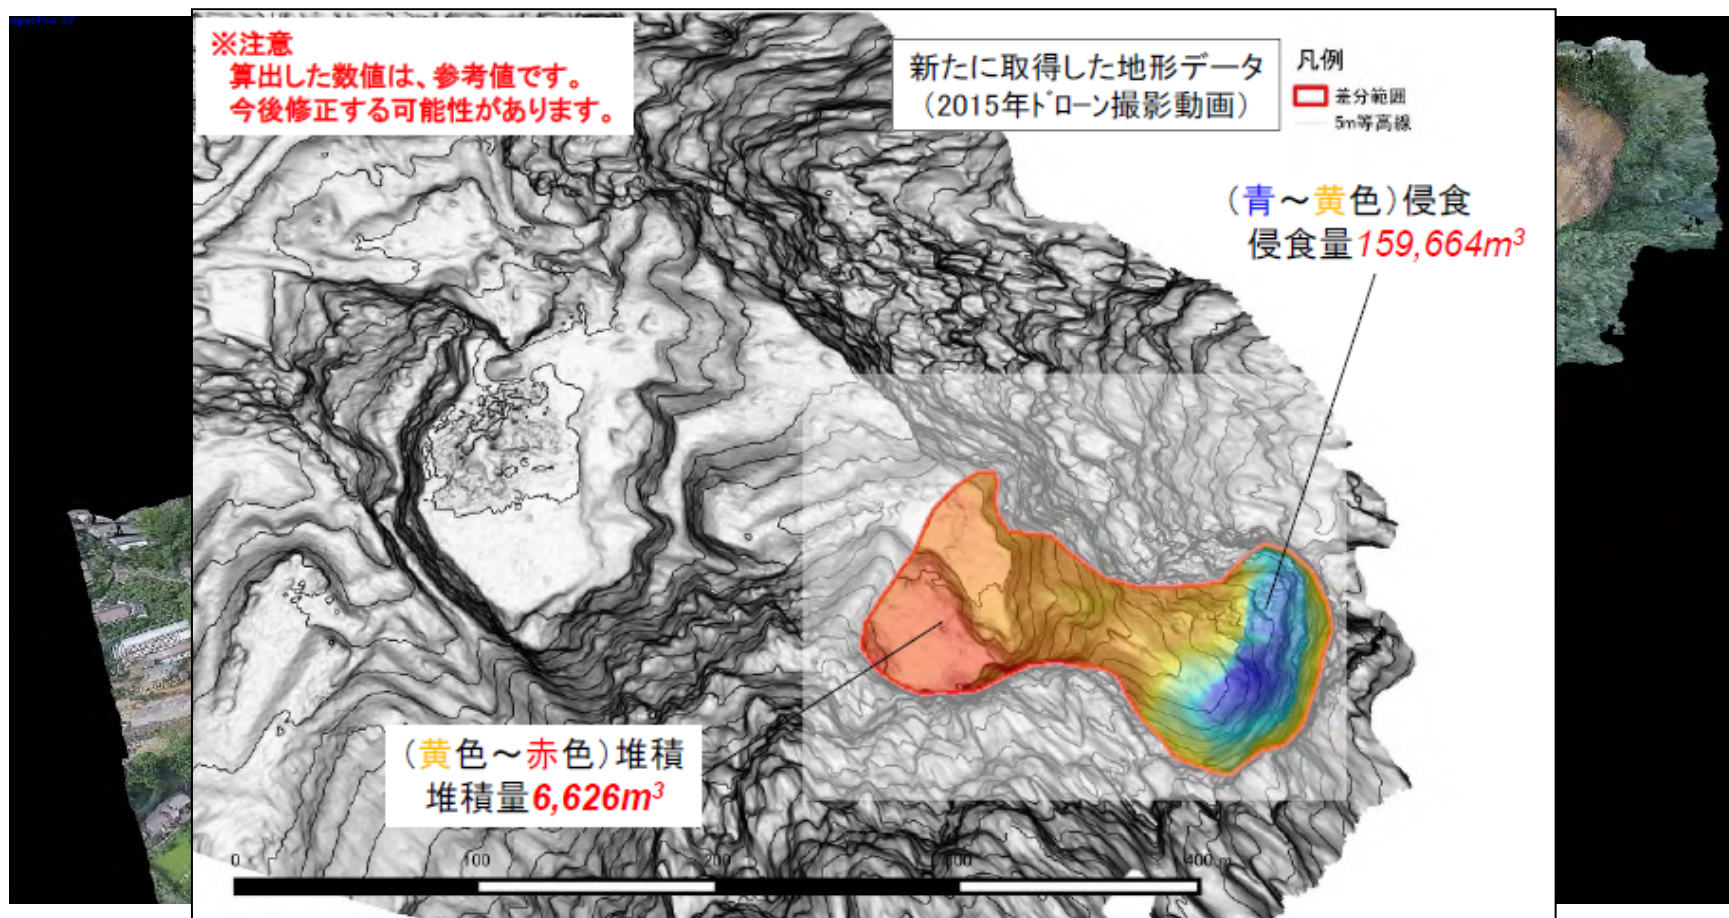 ※注意
算出した数値は、参考値です。
今後修正する可能性があります。
新たに取得した地形データ
(2015年ドローン撮影動画)
凡例
差分範囲
5m等高線
(青～黄色)侵食
侵食量159,664m³
(黄色～赤色)堆積
堆積量6,626m³
0 100 200 300 400 m